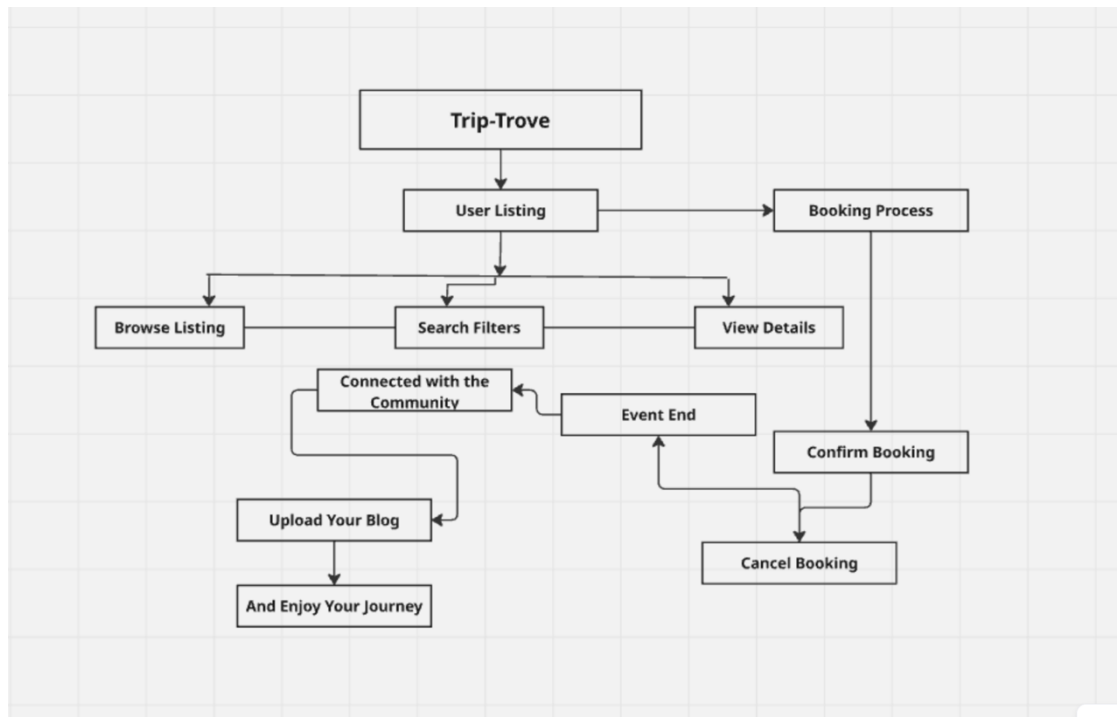 Trip-Trove
User Listing
Booking Process
Browse Listing
Search Filters
View Details
Connected with the
Community
Event End
Confirm Booking
Upload Your Blog
Cancel Booking
And Enjoy Your Journey